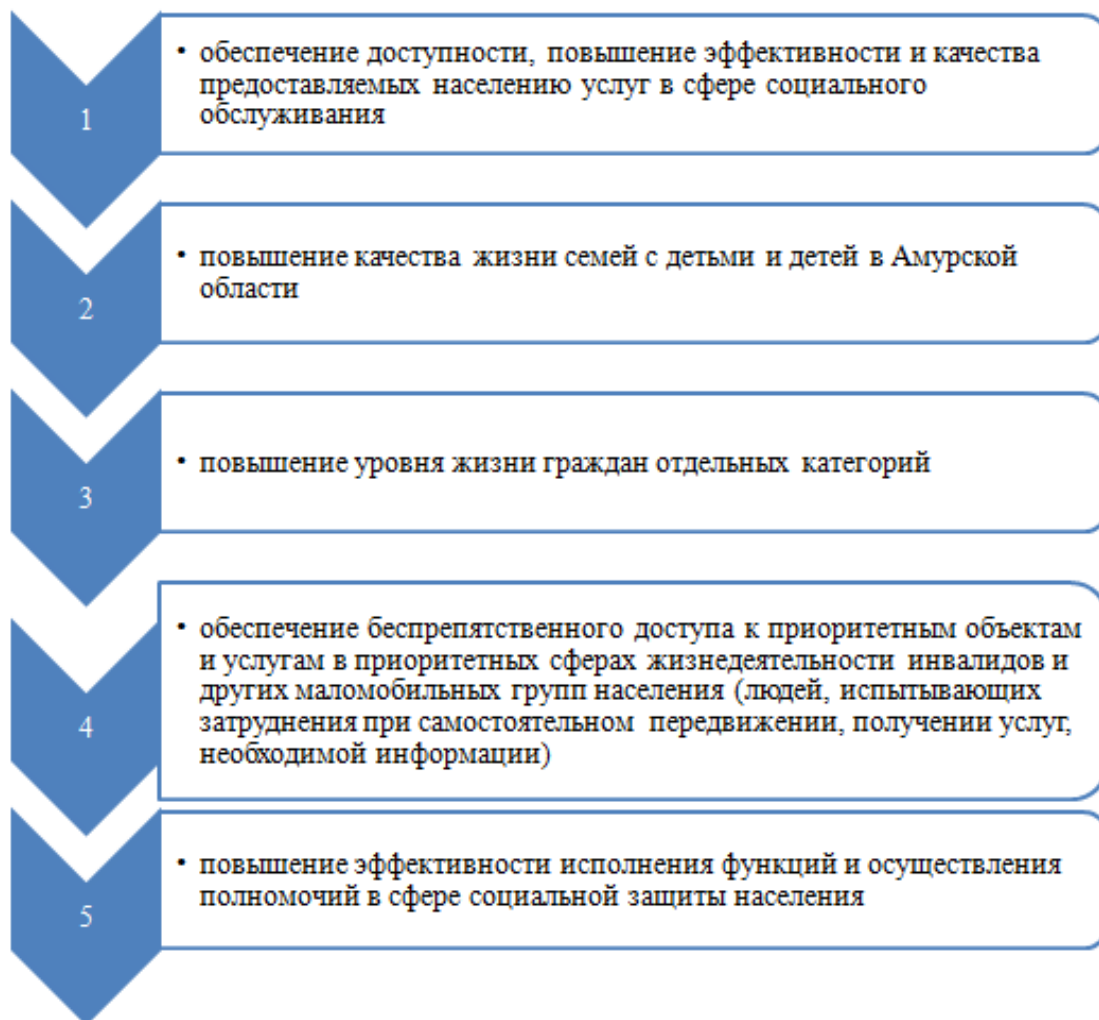 1
• обеспечение доступности, повышение эффективности и качества
предоставляемых населению услуг в сфере социального
обслуживания
2
• повышение качества жизни семей с детьми и детей в Амурской
области
3
• повышение уровня жизни граждан отдельных категорий
4
• обеспечение беспрепятственного доступа к приоритетным объектам
и услугам в приоритетных сферах жизнедеятельности инвалидов и
других маломобильных групп населения (людей, испытывающих
затруднения при самостоятельном передвижении, получении услуг,
необходимой информации)
5
• повышение эффективности исполнения функций и осуществления
полномочий в сфере социальной защиты населения